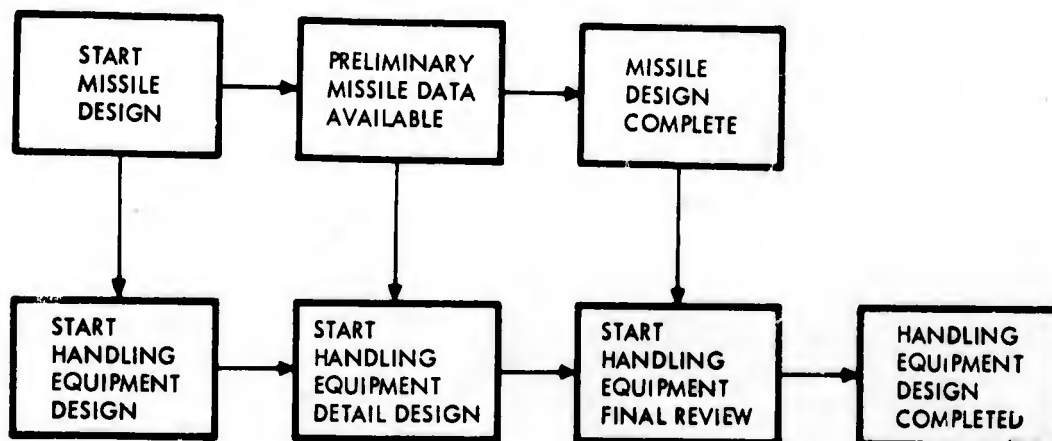 START
MISSILE
DESIGN
PRELIMINARY
MISSILE DATA
AVAILABLE
MISSILE
DESIGN
COMPLETE
START
HANDLING
EQUIPMENT
DESIGN
START
HANDLING
EQUIPMENT
DETAIL DESIGN
START
HANDLING
EQUIPMENT
FINAL REVIEW
HANDLING
EQUIPMENT
DESIGN
COMPLETED